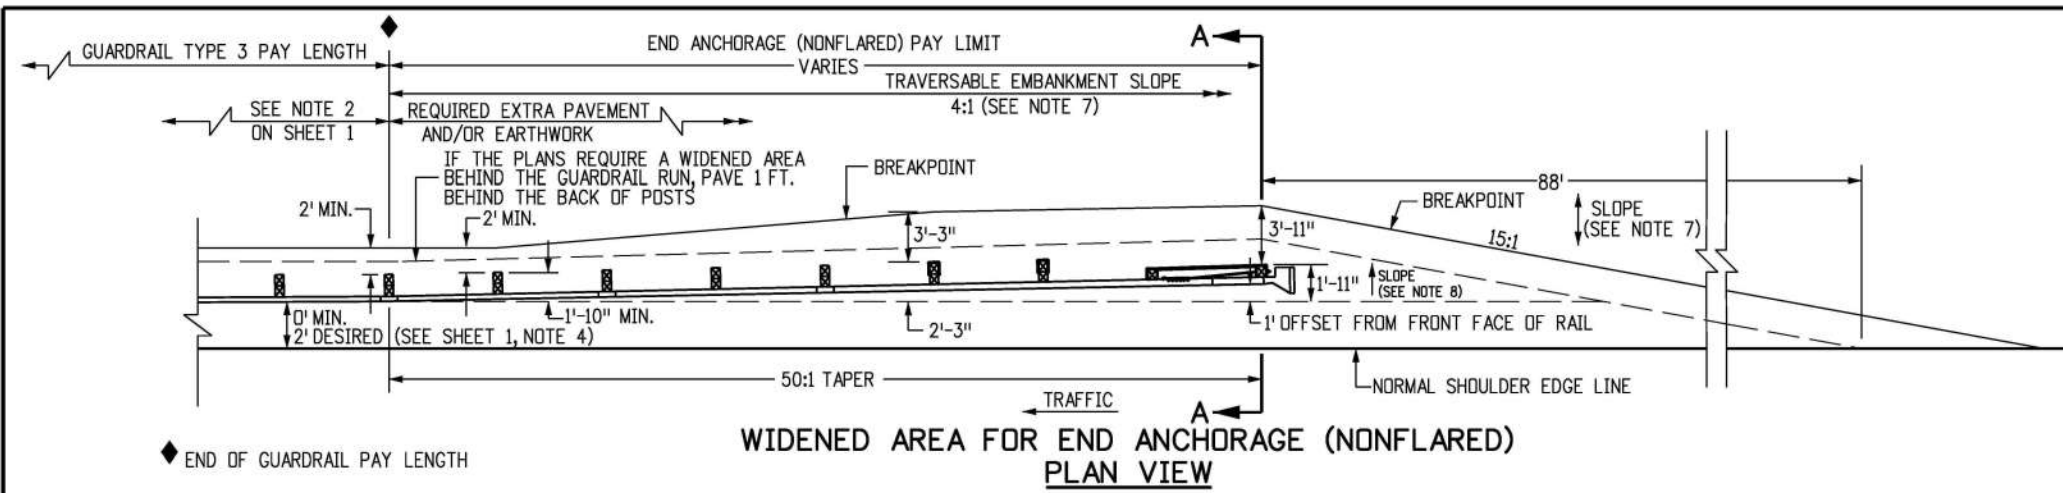 GUARDRAIL TYPE 3 PAY LENGTH
END ANCHORAGE (NONFLARED) PAY LIMIT
VARIES
A
TRAVERSABLE EMBANKMENT SLOPE
4:1 (SEE NOTE 7)
SEE NOTE 2
ON SHEET 1
REQUIRED EXTRA PAVEMENT
AND/OR EARTHWORK
IF THE PLANS REQUIRE A WIDENED AREA
BEHIND THE GUARDRAIL RUN, PAVE 1 FT.
BEHIND THE BACK OF POSTS
BREAKPOINT
88'
BREAKPOINT
SLOPE
(SEE NOTE 7)
2' MIN.
2' MIN.
3'-3"
3'-11"
15:1
1'-11"
SLOPE
(SEE NOTE 8)
0' MIN.
2' DESIRED (SEE SHEET 1, NOTE 4)
1'-10" MIN.
2'-3"
1' OFFSET FROM FRONT FACE OF RAIL
50:1 TAPER
NORMAL SHOULDER EDGE LINE
TRAFFIC
A
WIDENED AREA FOR END ANCHORAGE (NONFLARED)
PLAN VIEW
END OF GUARDRAIL PAY LENGTH